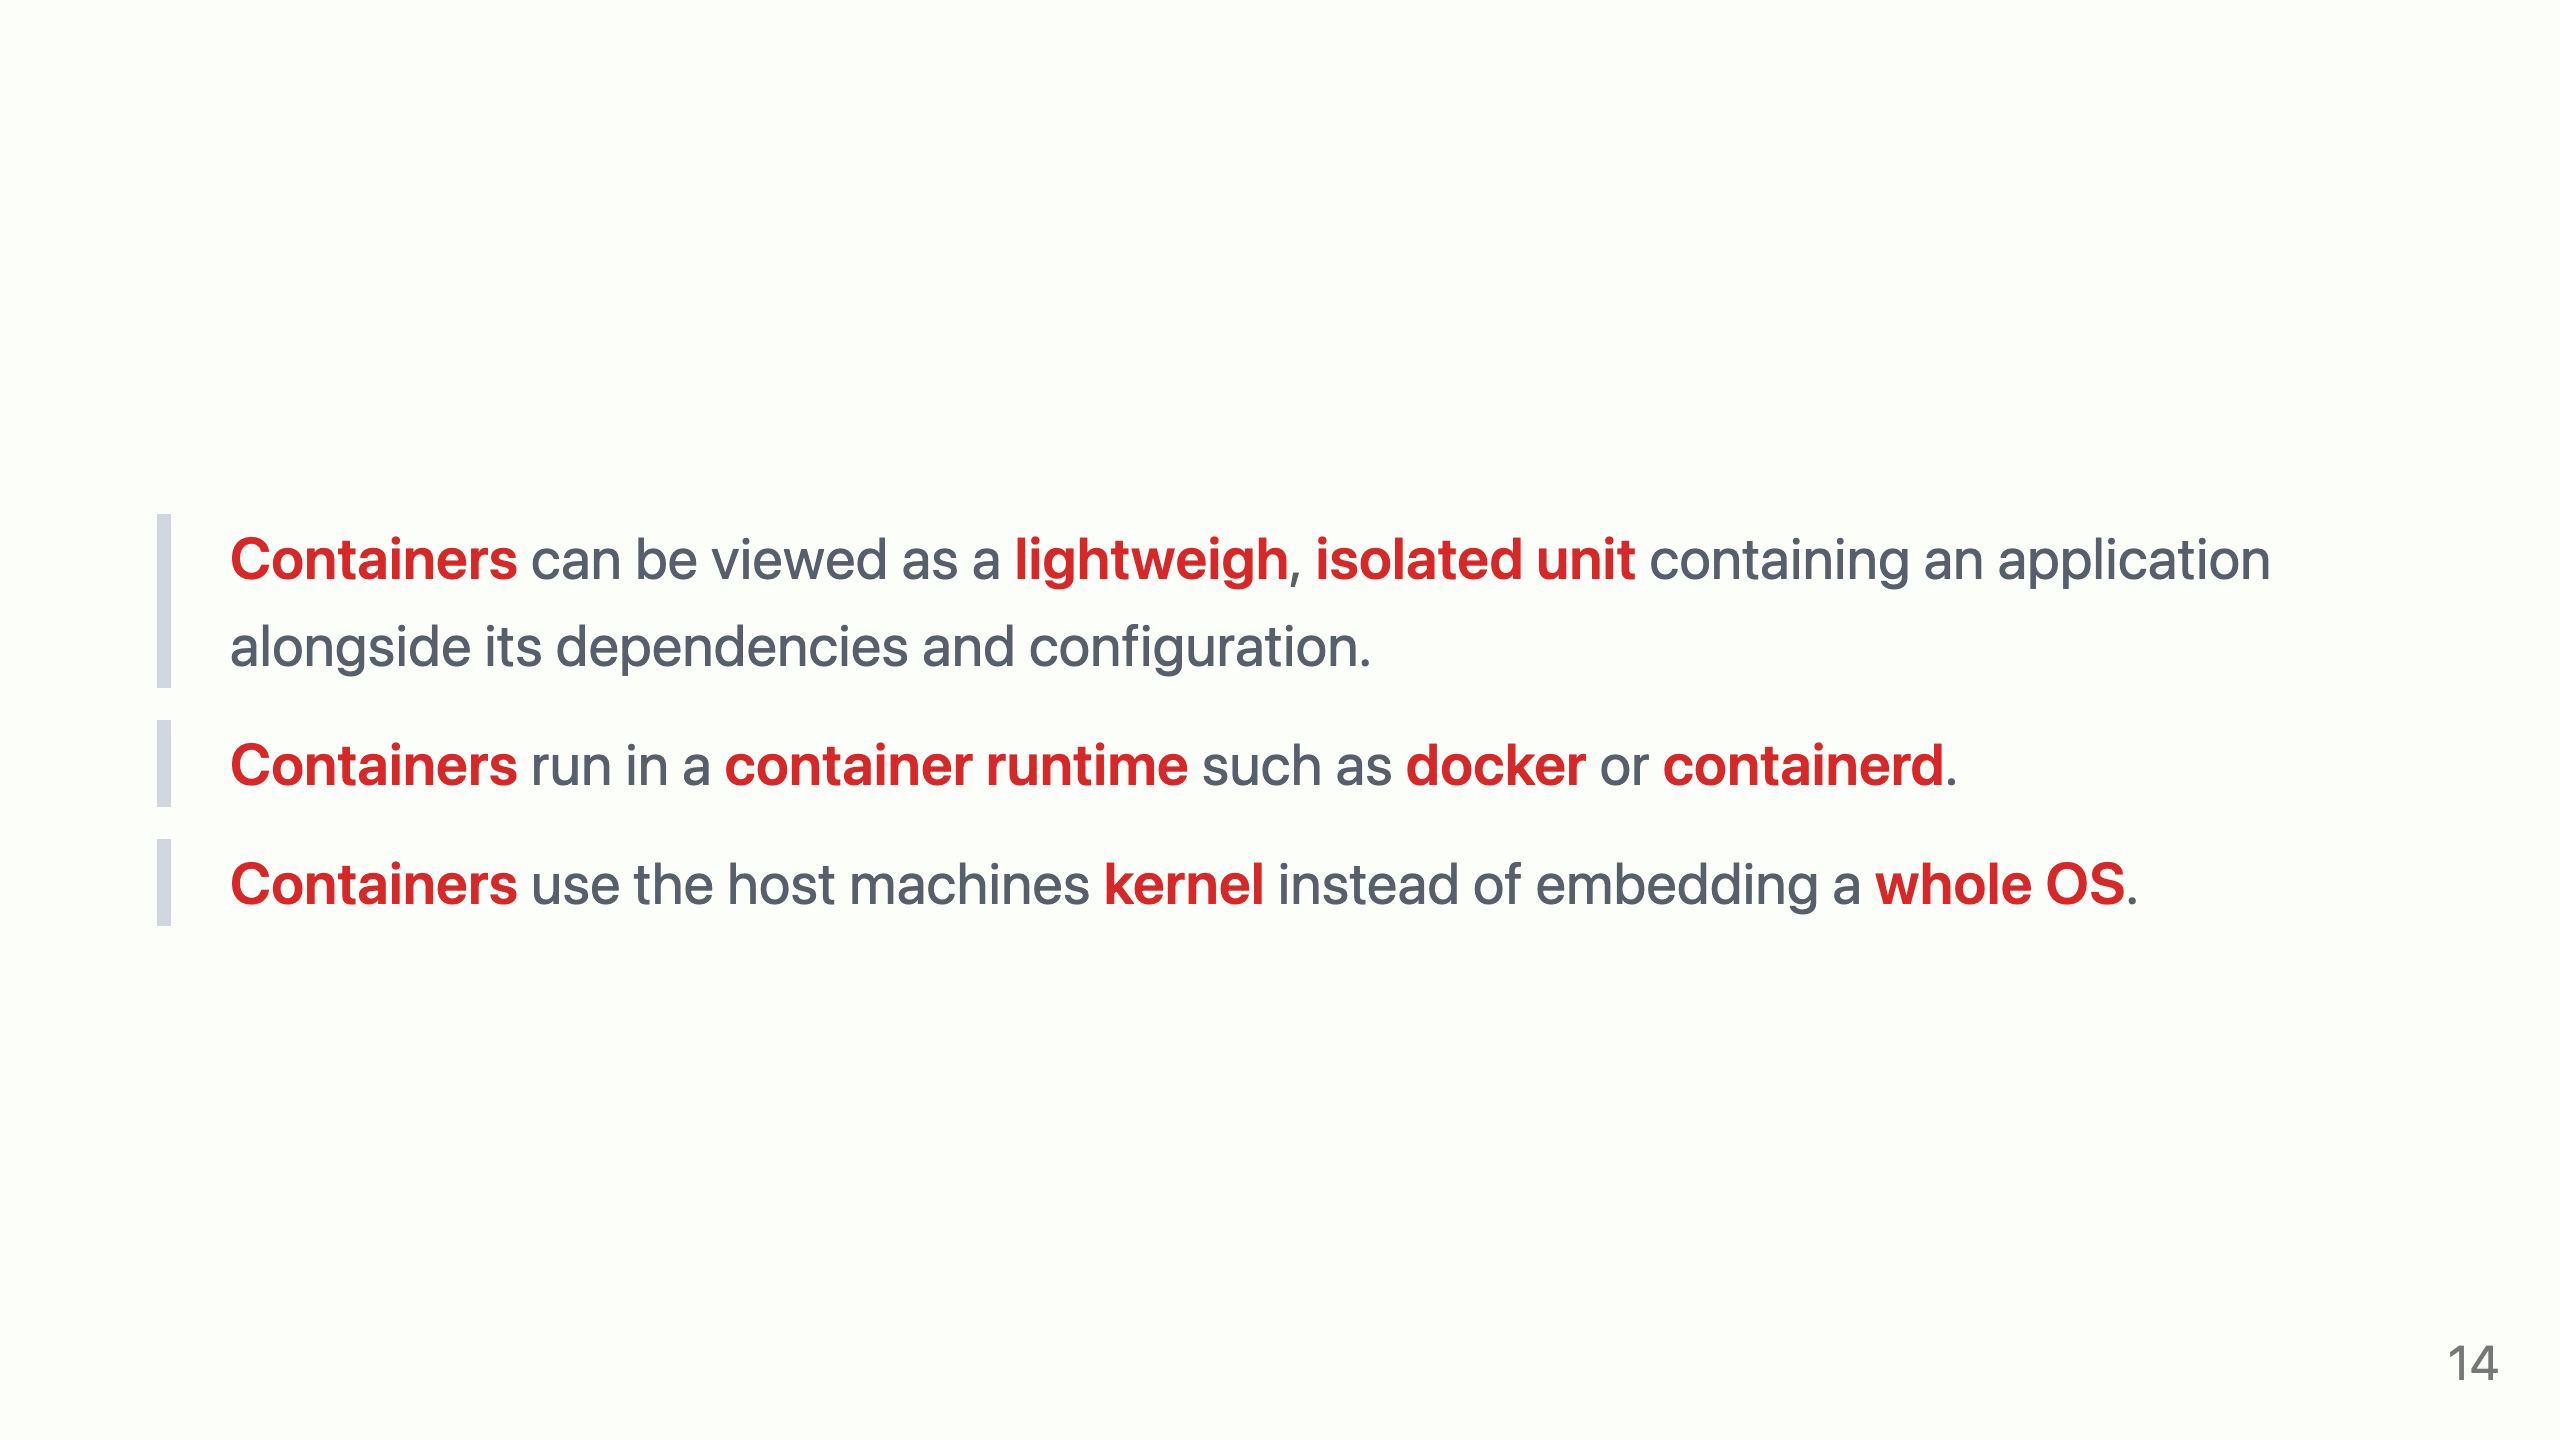 Containers can be viewed as a lightweigh, isolated unit containing an application
alongside its dependencies and configuration.
Containers run in a container runtime such as docker or containerd.
Containers use the host machines kernel instead of embedding a whole OS.
14